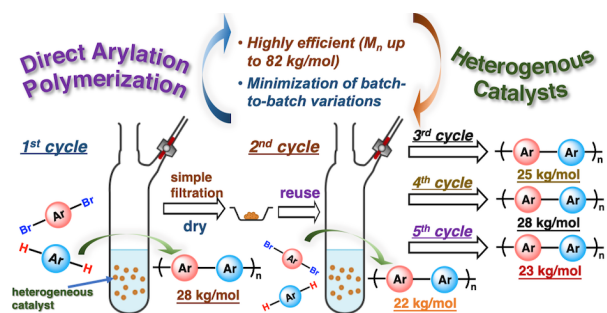 Direct Arylation
Polymerization
• Highly efficient (Mn up
to 82 kg/mol)
• Minimization of batch-
to-batch variations
Heterogenous
Catalysts
1st cycle
Br
Ar
Br
H
Ar
H
heterogeneous
catalyst
Ar
Ar
n
28 kg/mol
simple
filtration
dry
reuse
2nd cycle
Br
Ar
Br
H
Ar
H
Ar
Ar
n
22 kg/mol
3rd cycle
Ar
Ar
n
25 kg/mol
4th cycle
Ar
Ar
n
28 kg/mol
5th cycle
Ar
Ar
n
23 kg/mol